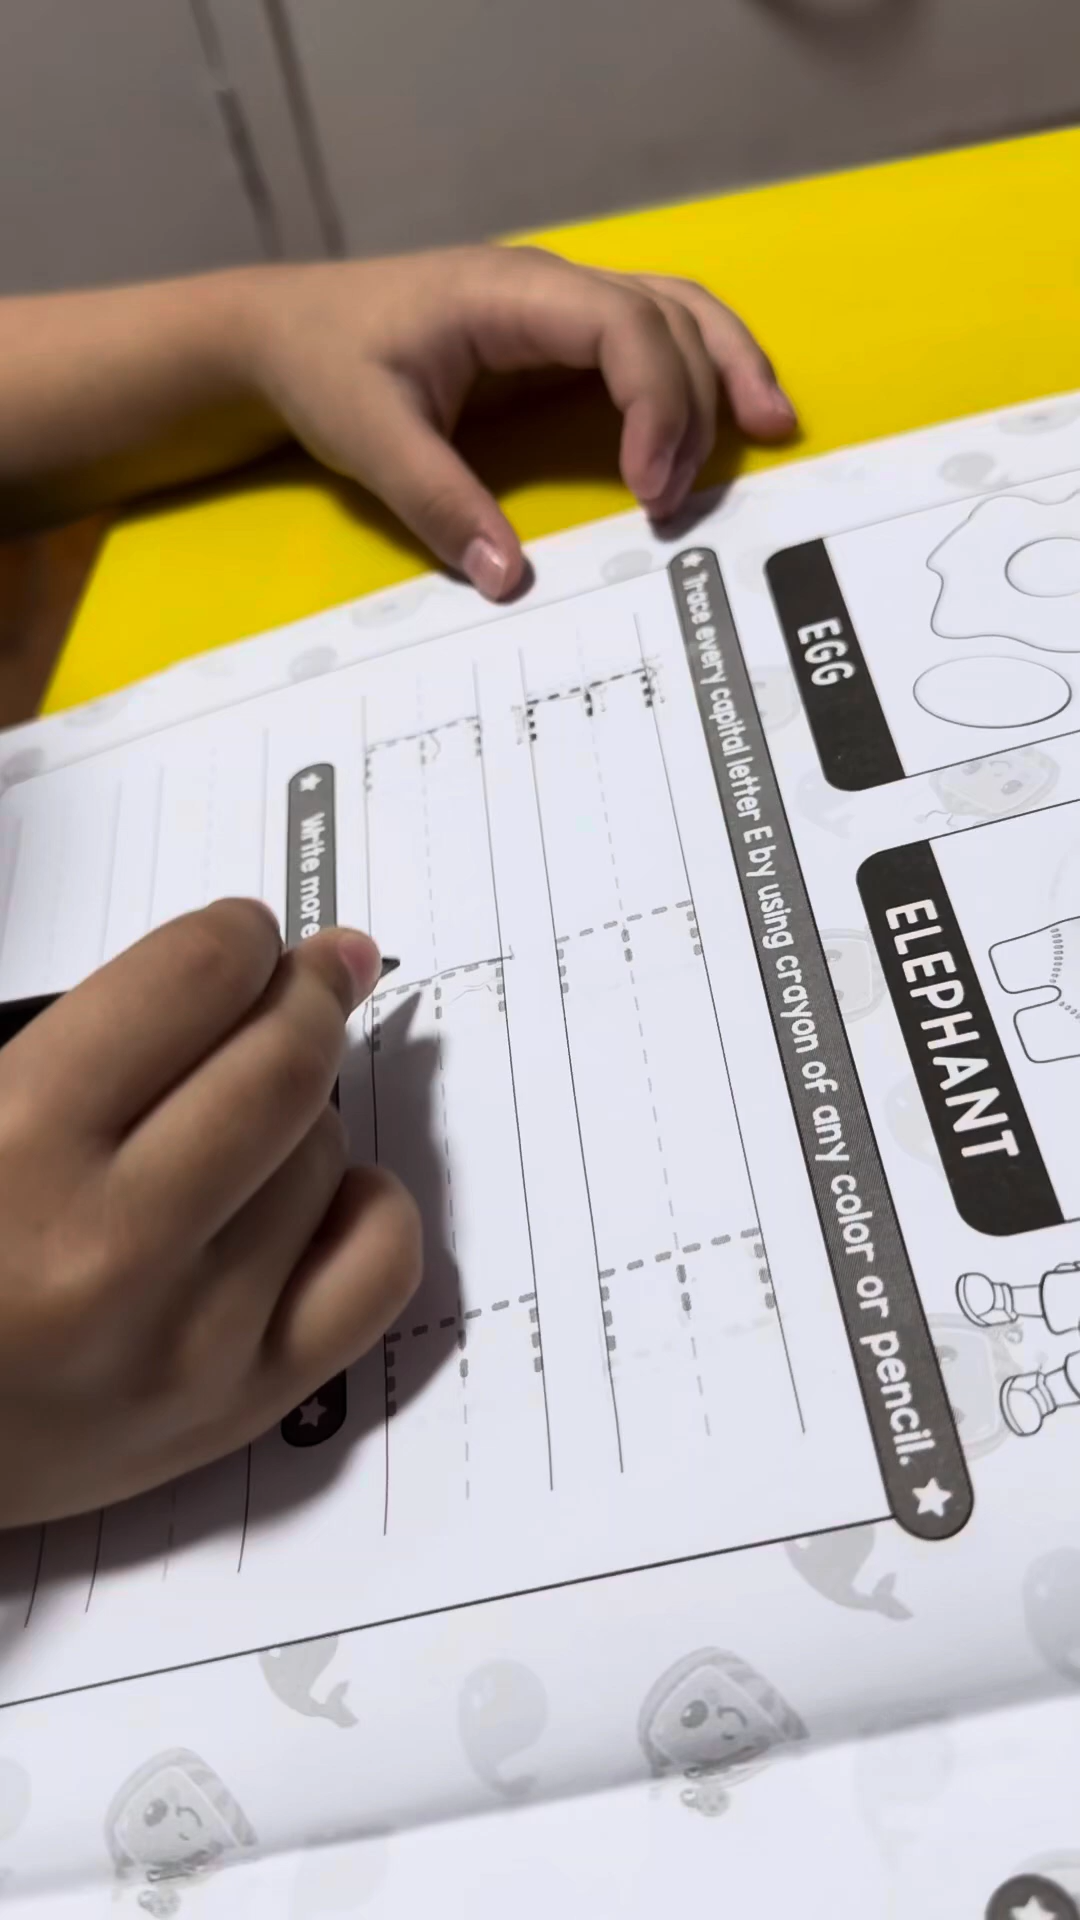 EGG
ELEPHANT
Trace every capital letter E by using crayon of any color or pencil.
E E E
E E E
Write more